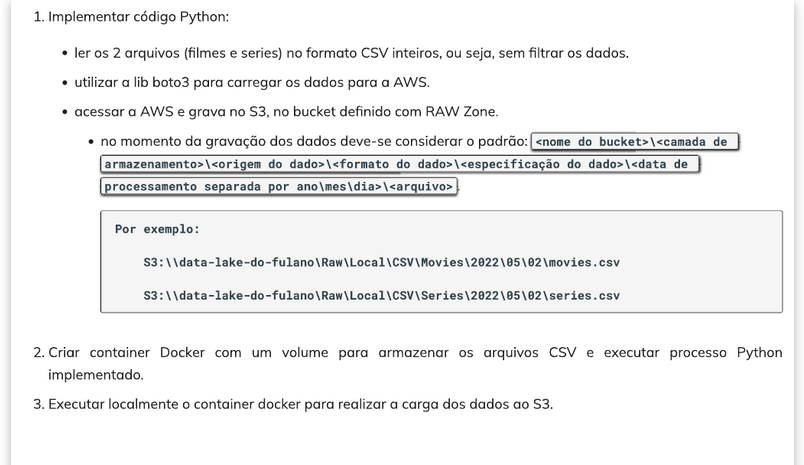 1. Implementar código Python:
• ler os 2 arquivos (filmes e series) no formato CSV inteiros, ou seja, sem filtrar os dados.
• utilizar a lib boto3 para carregar os dados para a AWS.
• acessar a AWS e grava no S3, no bucket definido com RAW Zone.
• no momento da gravação dos dados deve-se considerar o padrão: <nome do bucket>\<camada de
armazenamento>\<origem do dado>\<formato do dado>\<especificação do dado>\<data de
processamento separada por ano\mes\dia>\<arquivo>.
Por exemplo:
S3:\\data-lake-do-fulano\Raw\Local\CSV\Movies\2022\05\02\movies.csv
S3:\\data-lake-do-fulano\Raw\Local\CSV\Series\2022\05\02\series.csv
2. Criar container Docker com um volume para armazenar os arquivos CSV e executar processo Python
implementado.
3. Executar localmente o container docker para realizar a carga dos dados ao S3.